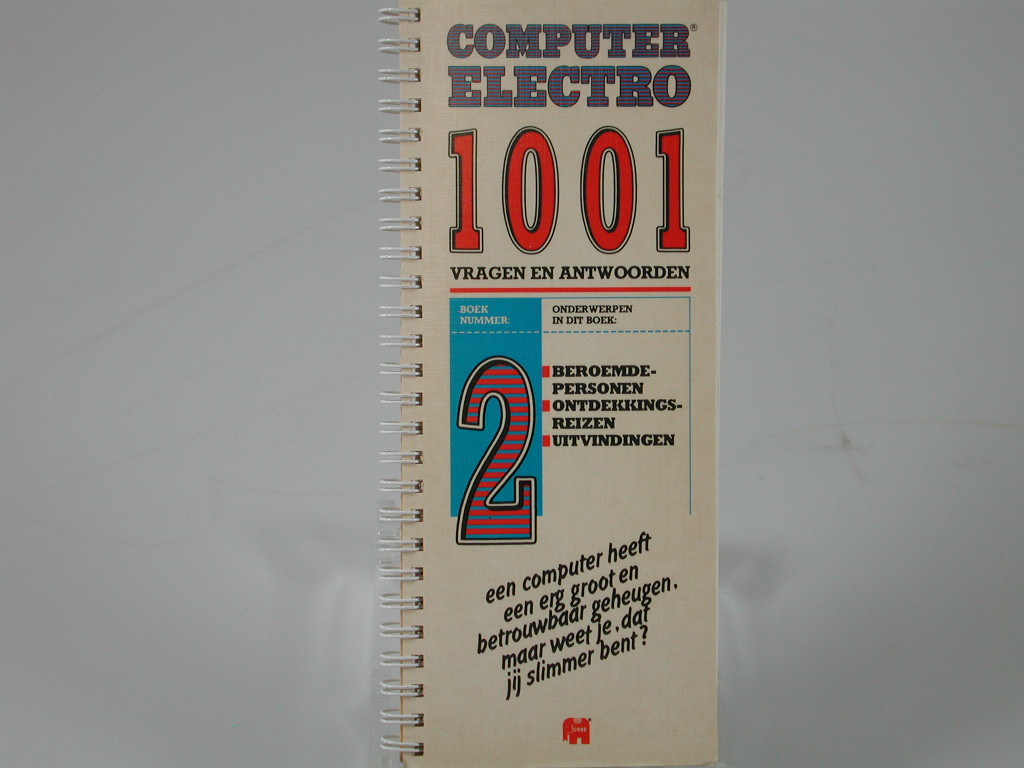 COMPUTER®
ELECTRO
1001
VRAGEN EN ANTWOORDEN
BOEK
NUMMER:
ONDERWERPEN
IN DIT BOEK:
2
BEROEMDE-
PERSONEN
ONTDEKKINGS-
REIZEN
UITVINDINGEN
een computer heeft
een erg groot en
betrouwbaar geheugen,
maar weet je, dat
jij slimmer bent?
Jumbo